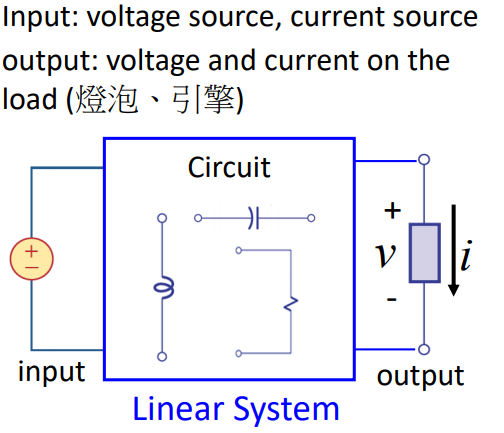 Input: voltage source, current source
output: voltage and current on the
load (燈泡、引擎)
Circuit
+
-
+
v
i
-
input
output
Linear System